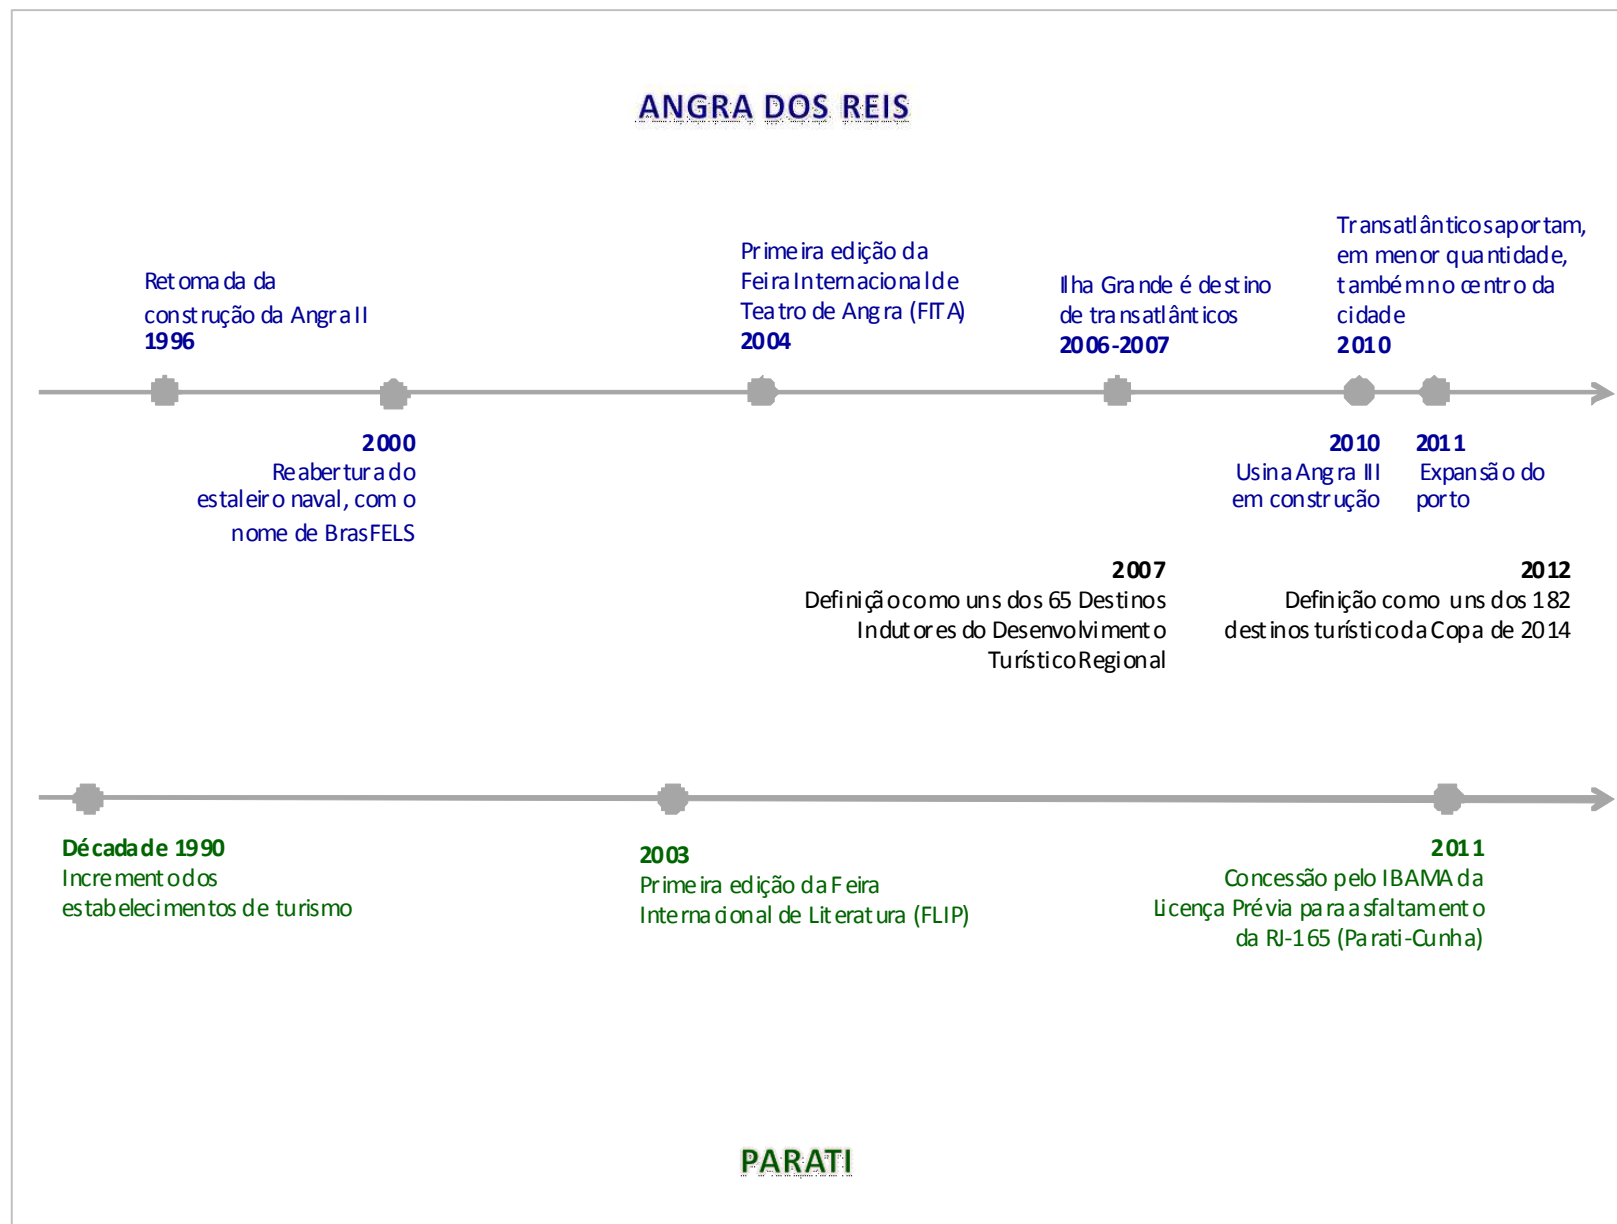 ANGRA DOS REIS
Retomada da
construção da Angra II
1996
Primeira edição da
Feira Internacional de
Teatro de Angra (FITA)
2004
Ilha Grande é destino
de transatlânticos
2006-2007
Transatlânticos aportam,
em menor quantidade,
também no centro da
cidade
2010
2000
Reabertura do
estaleiro naval, com o
nome de BrasFELS
2010
Usina Angra III
em construção
2011
Expansão do
porto
2007
Definição como uns dos 65 Destinos
Indutores do Desenvolvimento
Turístico Regional
2012
Definição como uns dos 182
destinos turístico da Copa de 2014
Década de 1990
Incremento dos
estabelecimentos de turismo
2003
Primeira edição da Feira
Internacional de Literatura (FLIP)
2011
Concessão pelo IBAMA da
Licença Prévia para asfaltamento
da RJ-165 (Parati-Cunha)
PARATI